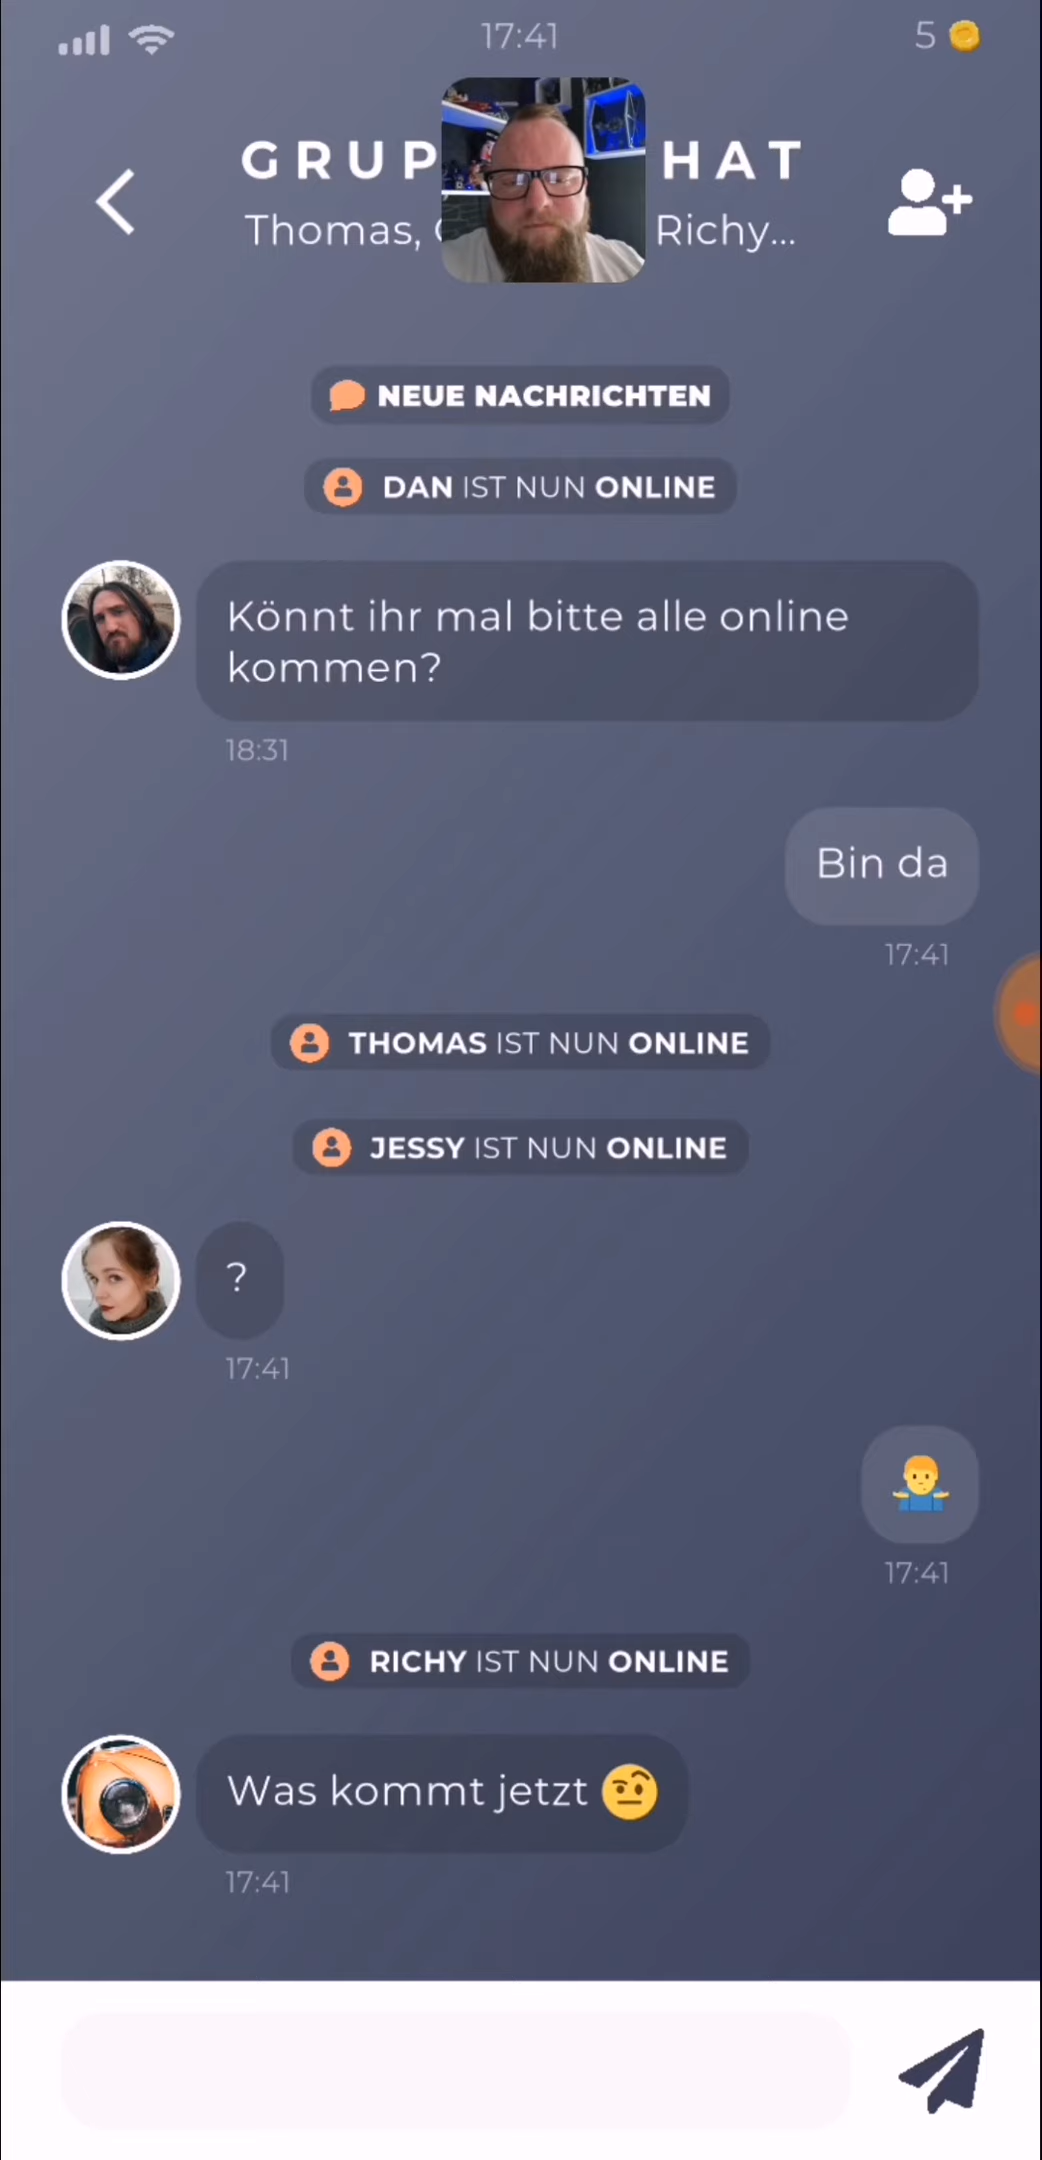 17:41
5
GRUP HAT
Thomas, Richy...
NEUE NACHRICHTEN
DAN IST NUN ONLINE
Könnt ihr mal bitte alle online
kommen?
18:31
Bin da
17:41
THOMAS IST NUN ONLINE
JESSY IST NUN ONLINE
?
17:41
17:41
RICHY IST NUN ONLINE
Was kommt jetzt
17:41